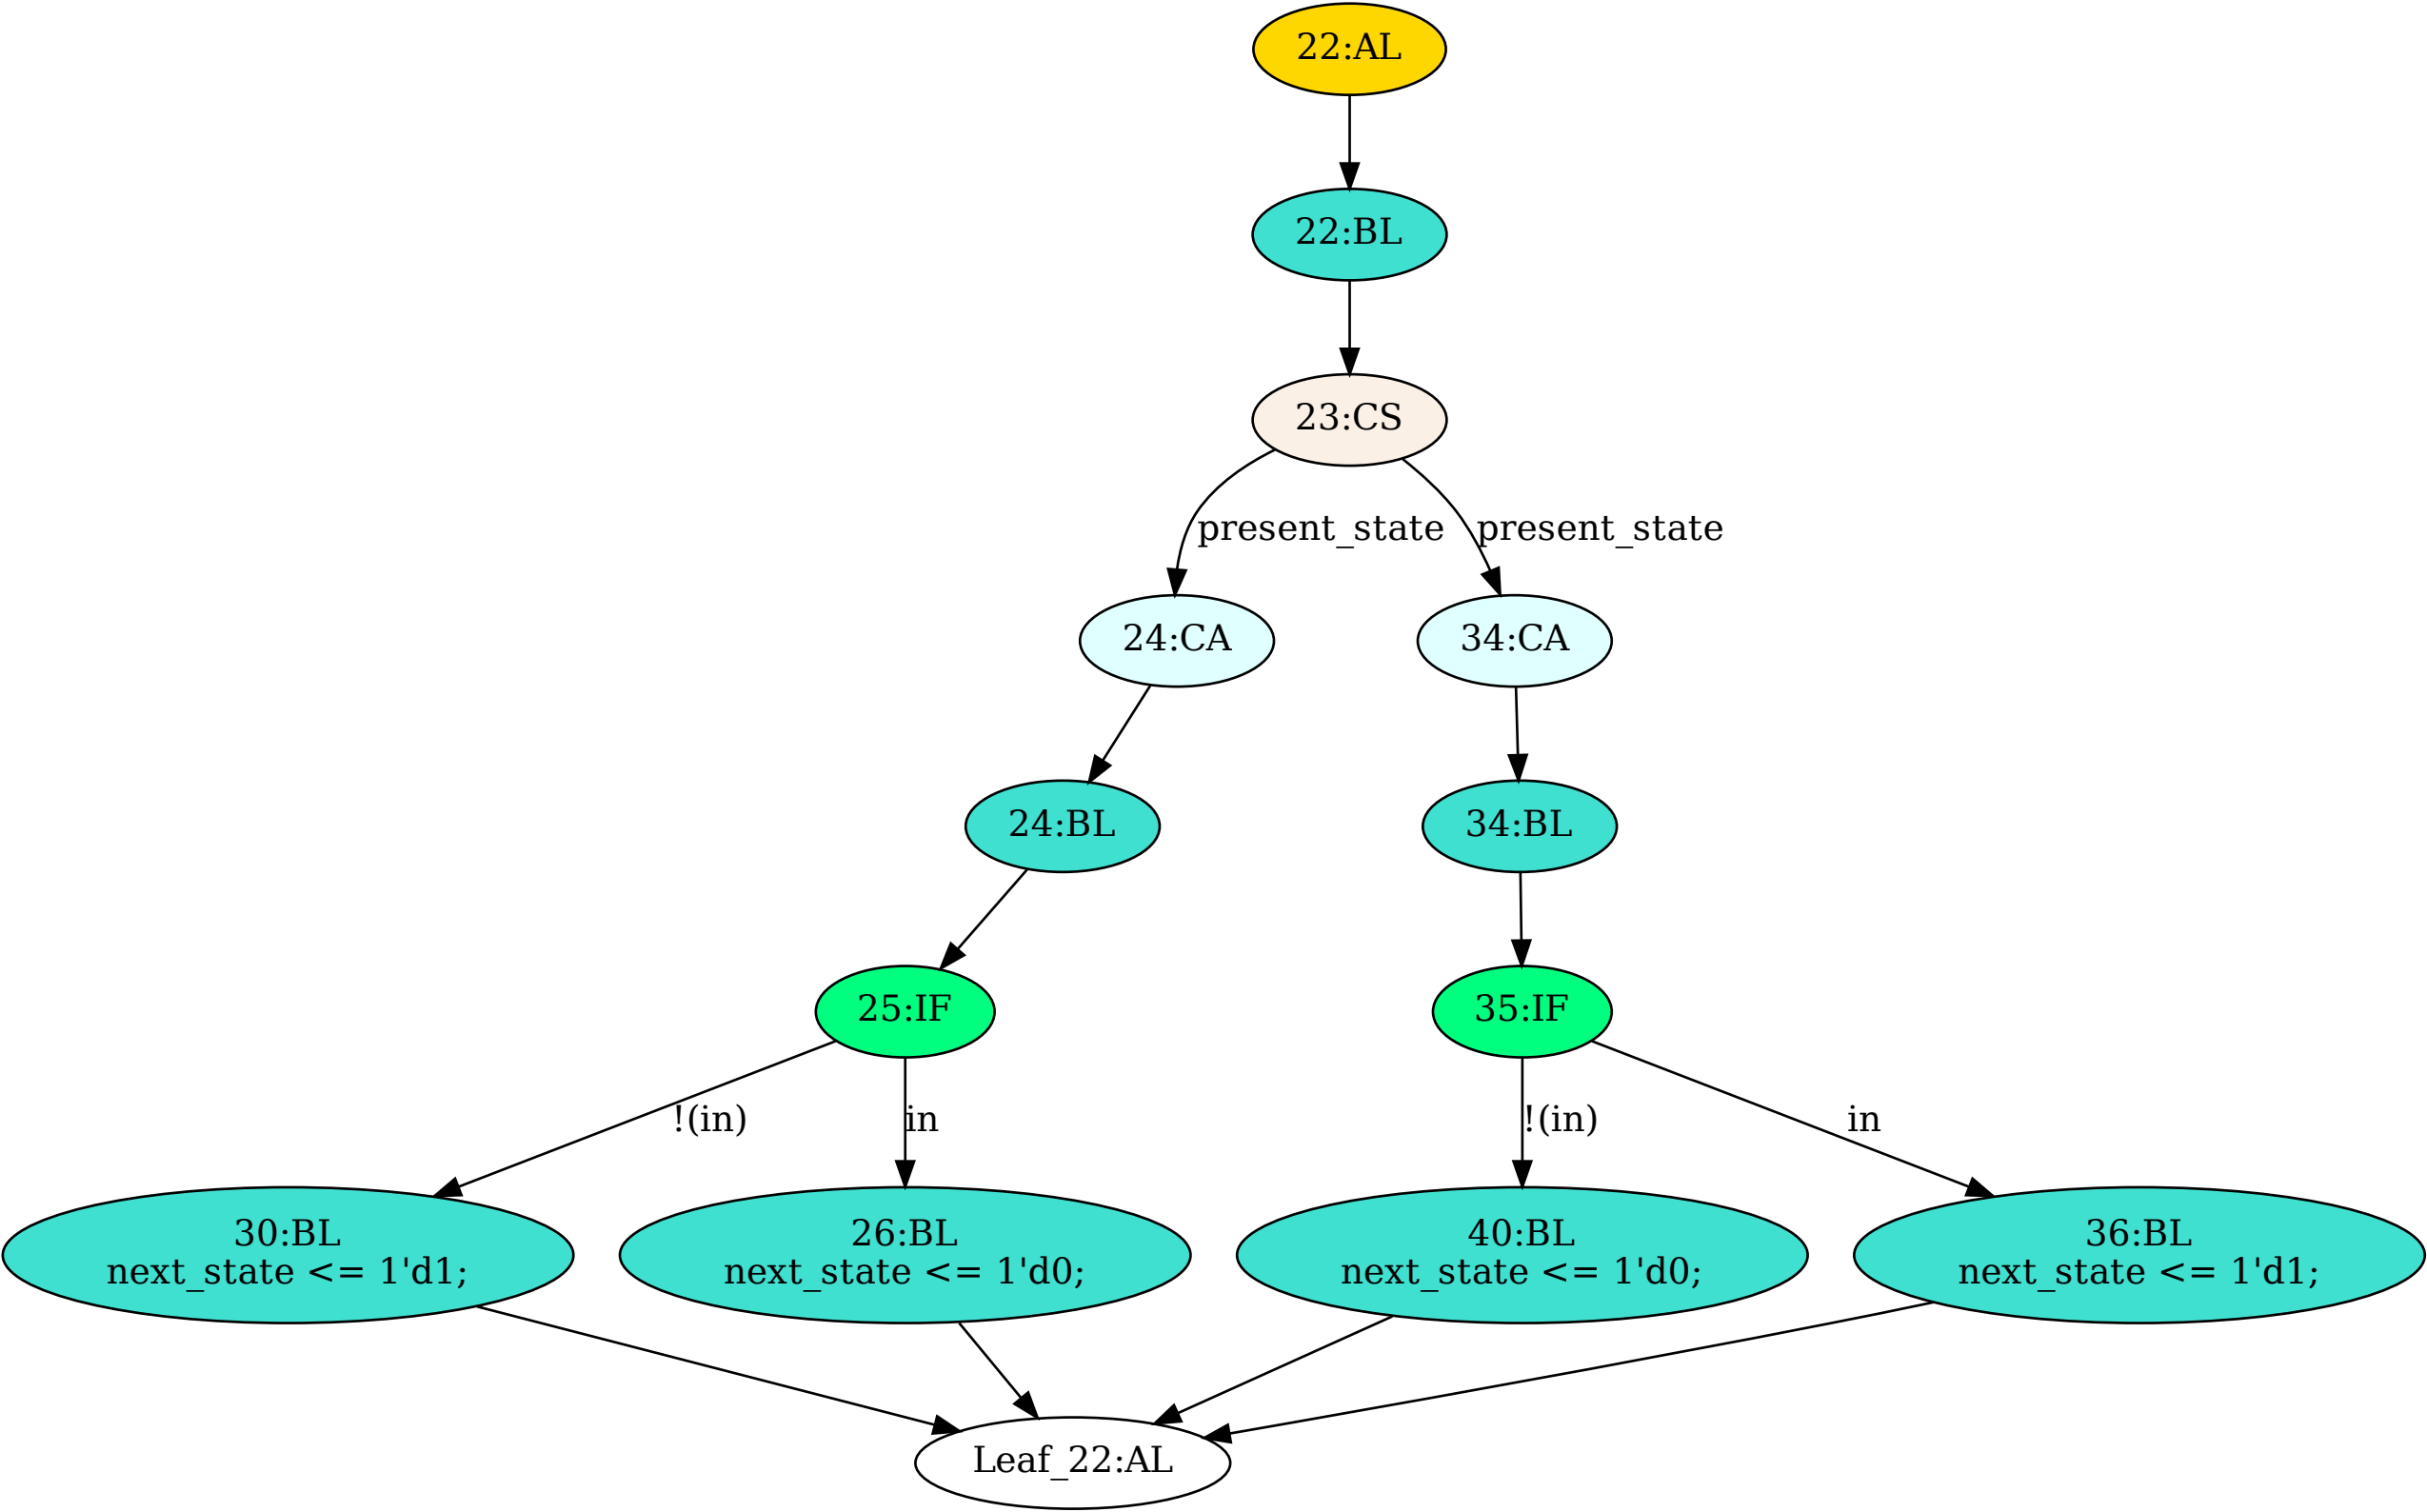 22:AL
22:BL
23:CS
present_state
present_state
24:CA
34:CA
24:BL
34:BL
25:IF
35:IF
!(in)
in
!(in)
in
30:BL
next_state <= 1'd1;
26:BL
next_state <= 1'd0;
40:BL
next_state <= 1'd0;
36:BL
next_state <= 1'd1;
Leaf_22:AL